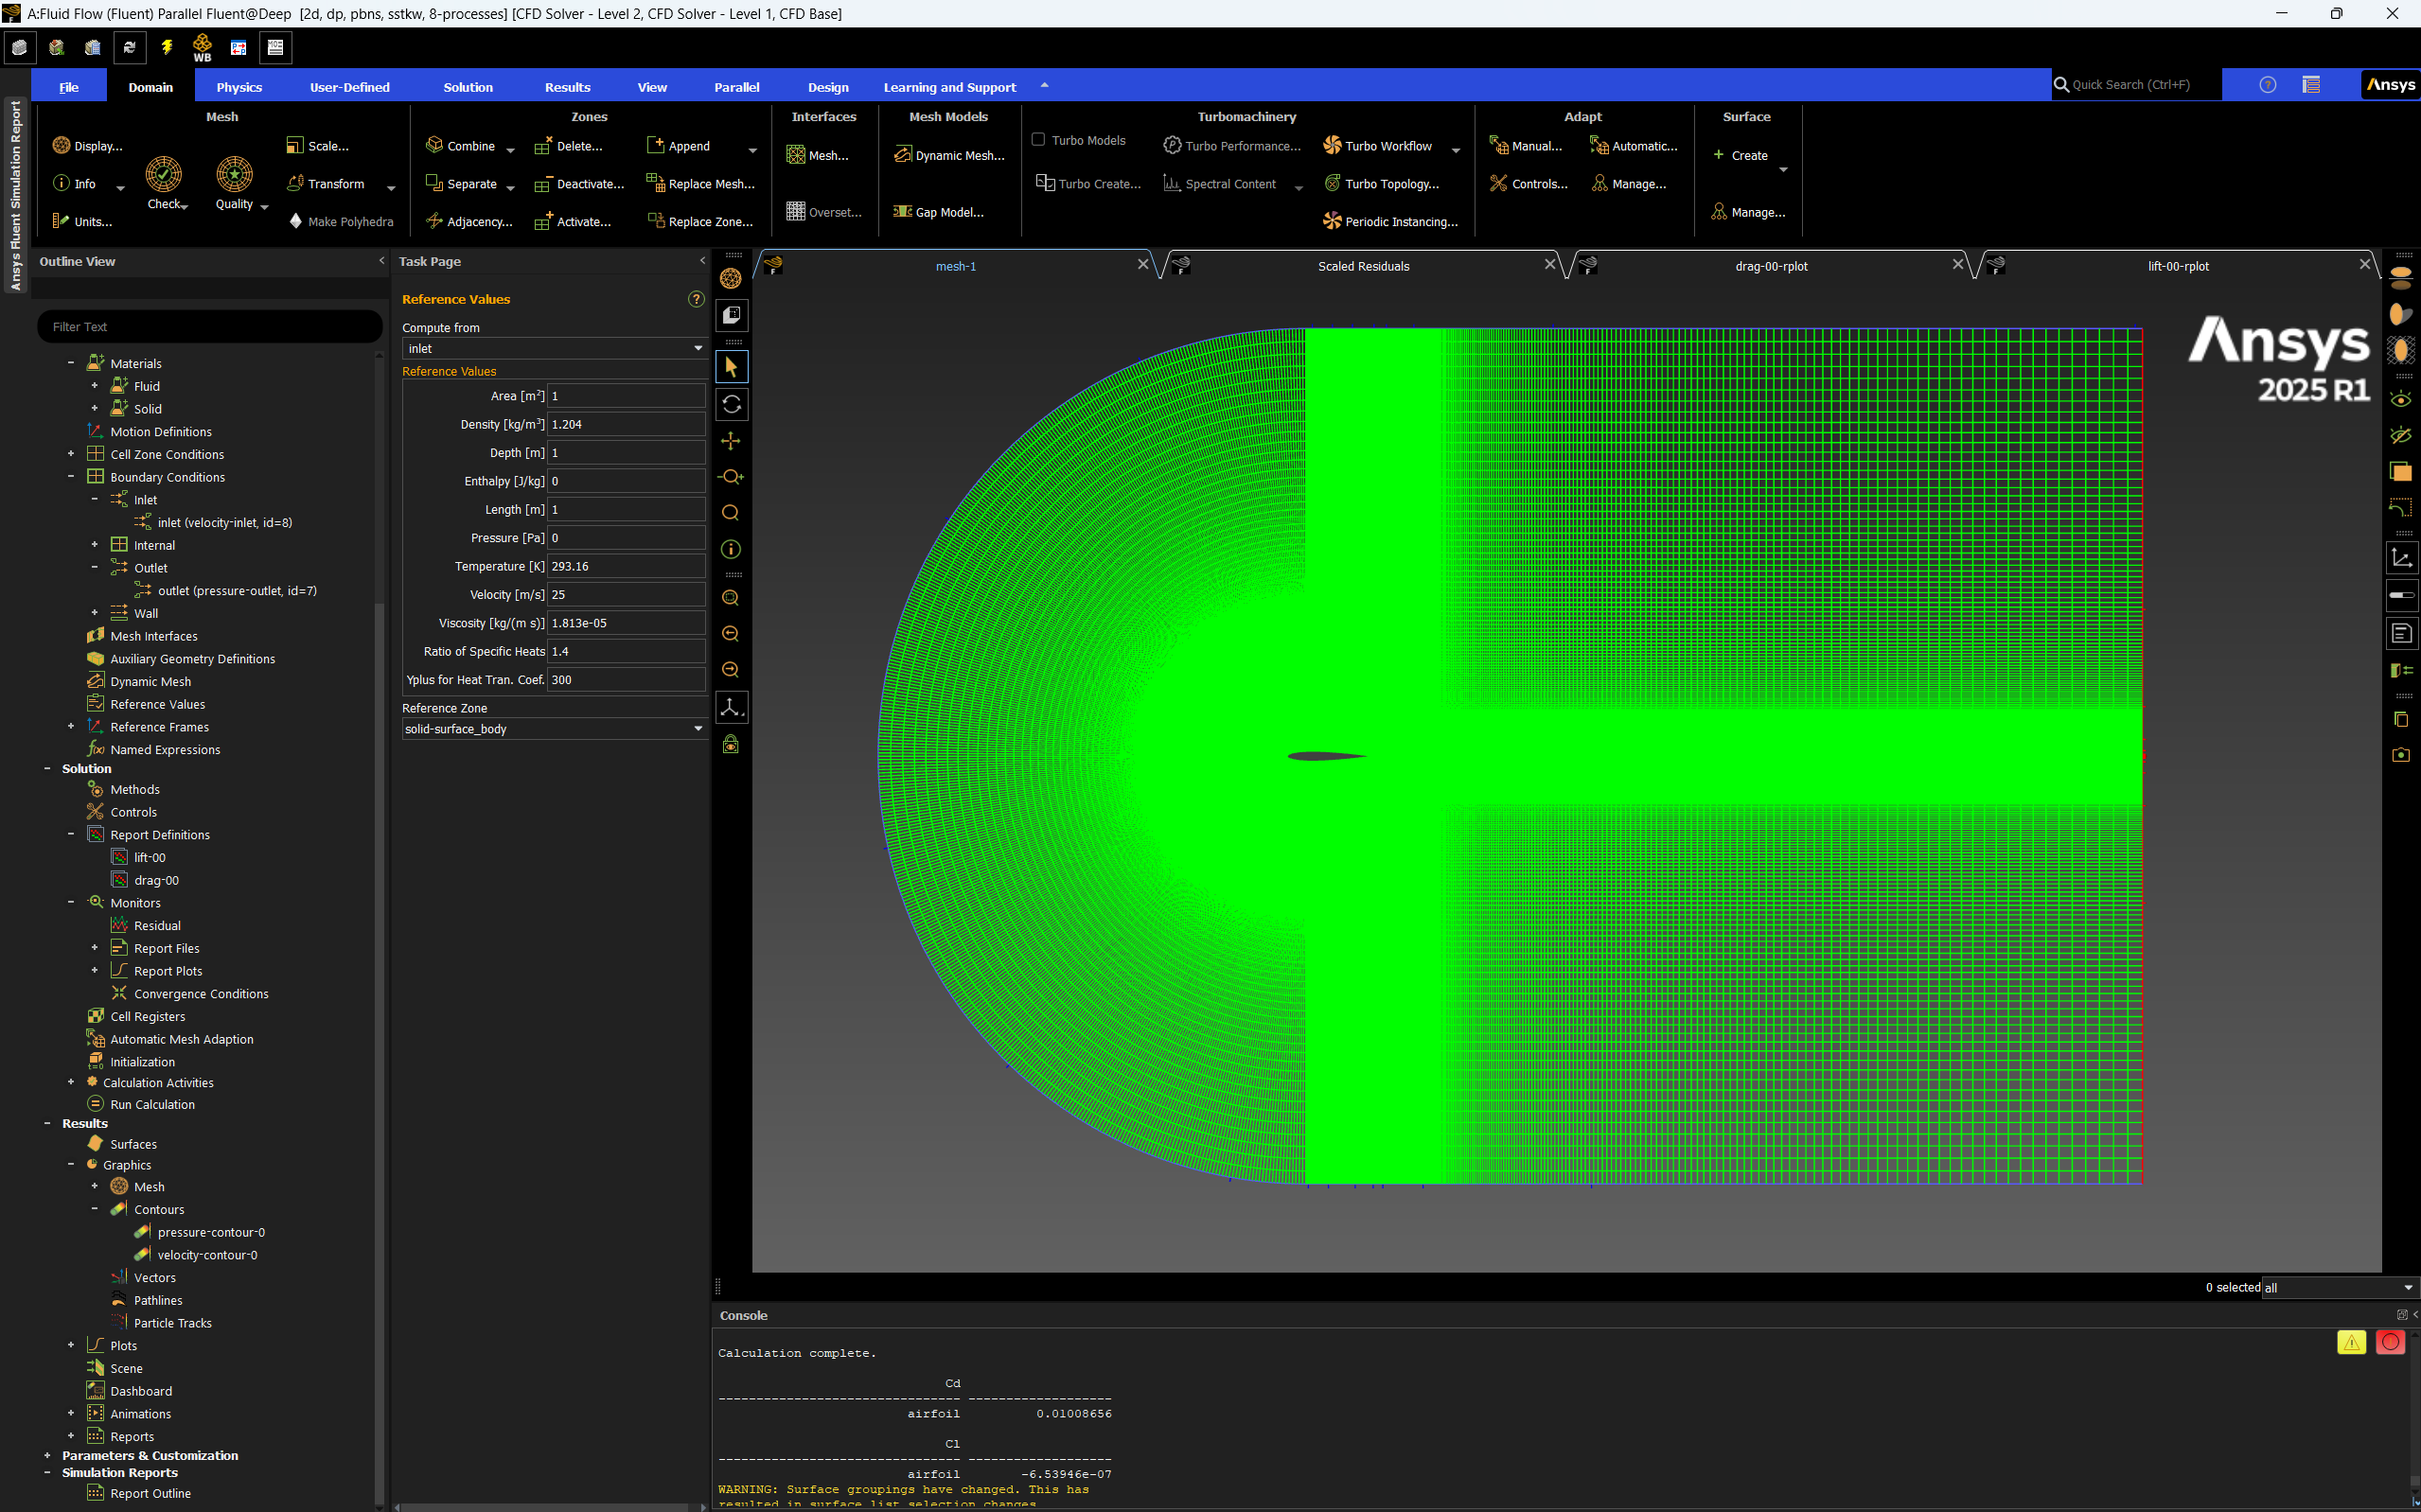 A:Fluid Flow (Fluent) Parallel Fluent@Deep [2d, dp, pbns, sstkw, 8-processes] [CFD Solver - Level 2, CFD Solver - Level 1, CFD Base]
WB
File Domain Physics User-Defined Solution Results View Parallel Design Learning and Support Quick Search (Ctrl+F) Ansys
Ansys Fluent Simulation Report
Mesh
Display...
Info
Units...
Check
Quality
Scale...
Transform
Make Polyhedra
Zones
Combine
Separate
Adjacency...
Delete...
Deactivate...
Activate...
Append
Replace Mesh...
Replace Zone...
Interfaces
Mesh...
Overset...
Mesh Models
Dynamic Mesh...
Gap Model...
Turbomachinery
Turbo Models
Turbo Create...
Turbo Performance...
Spectral Content
Turbo Workflow
Turbo Topology...
Periodic Instancing...
Adapt
Manual...
Controls...
Automatic...
Manage...
Surface
Create
Manage...
Outline View
Filter Text
Materials
Fluid
Solid
Motion Definitions
Cell Zone Conditions
Boundary Conditions
Inlet
inlet (velocity-inlet, id=8)
Internal
Outlet
outlet (pressure-outlet, id=7)
Wall
Mesh Interfaces
Auxiliary Geometry Definitions
Dynamic Mesh
Reference Values
Reference Frames
Named Expressions
Solution
Methods
Controls
Report Definitions
lift-00
drag-00
Monitors
Residual
Report Files
Report Plots
Convergence Conditions
Cell Registers
Automatic Mesh Adaption
Initialization
Calculation Activities
Run Calculation
Results
Surfaces
Graphics
Mesh
Contours
pressure-contour-0
velocity-contour-0
Vectors
Pathlines
Particle Tracks
Plots
Scene
Dashboard
Animations
Reports
Parameters & Customization
Simulation Reports
Report Outline
Task Page
Reference Values
Compute from
inlet
Reference Values
Area [m²] 1
Density [kg/m³] 1.204
Depth [m] 1
Enthalpy [J/kg] 0
Length [m] 1
Pressure [Pa] 0
Temperature [K] 293.16
Velocity [m/s] 25
Viscosity [kg/(m s)] 1.813e-05
Ratio of Specific Heats 1.4
Yplus for Heat Tran. Coef. 300
Reference Zone
solid-surface_body
mesh-1 Scaled Residuals drag-00-rplot lift-00-rplot
Ansys
2025 R1
0 selected all
Console
Calculation complete.
Cd
-------------------------------- -------------------
airfoil 0.01008656
Cl
-------------------------------- -------------------
airfoil -6.53946e-07
WARNING: Surface groupings have changed. This has
resulted in surface list selection changes